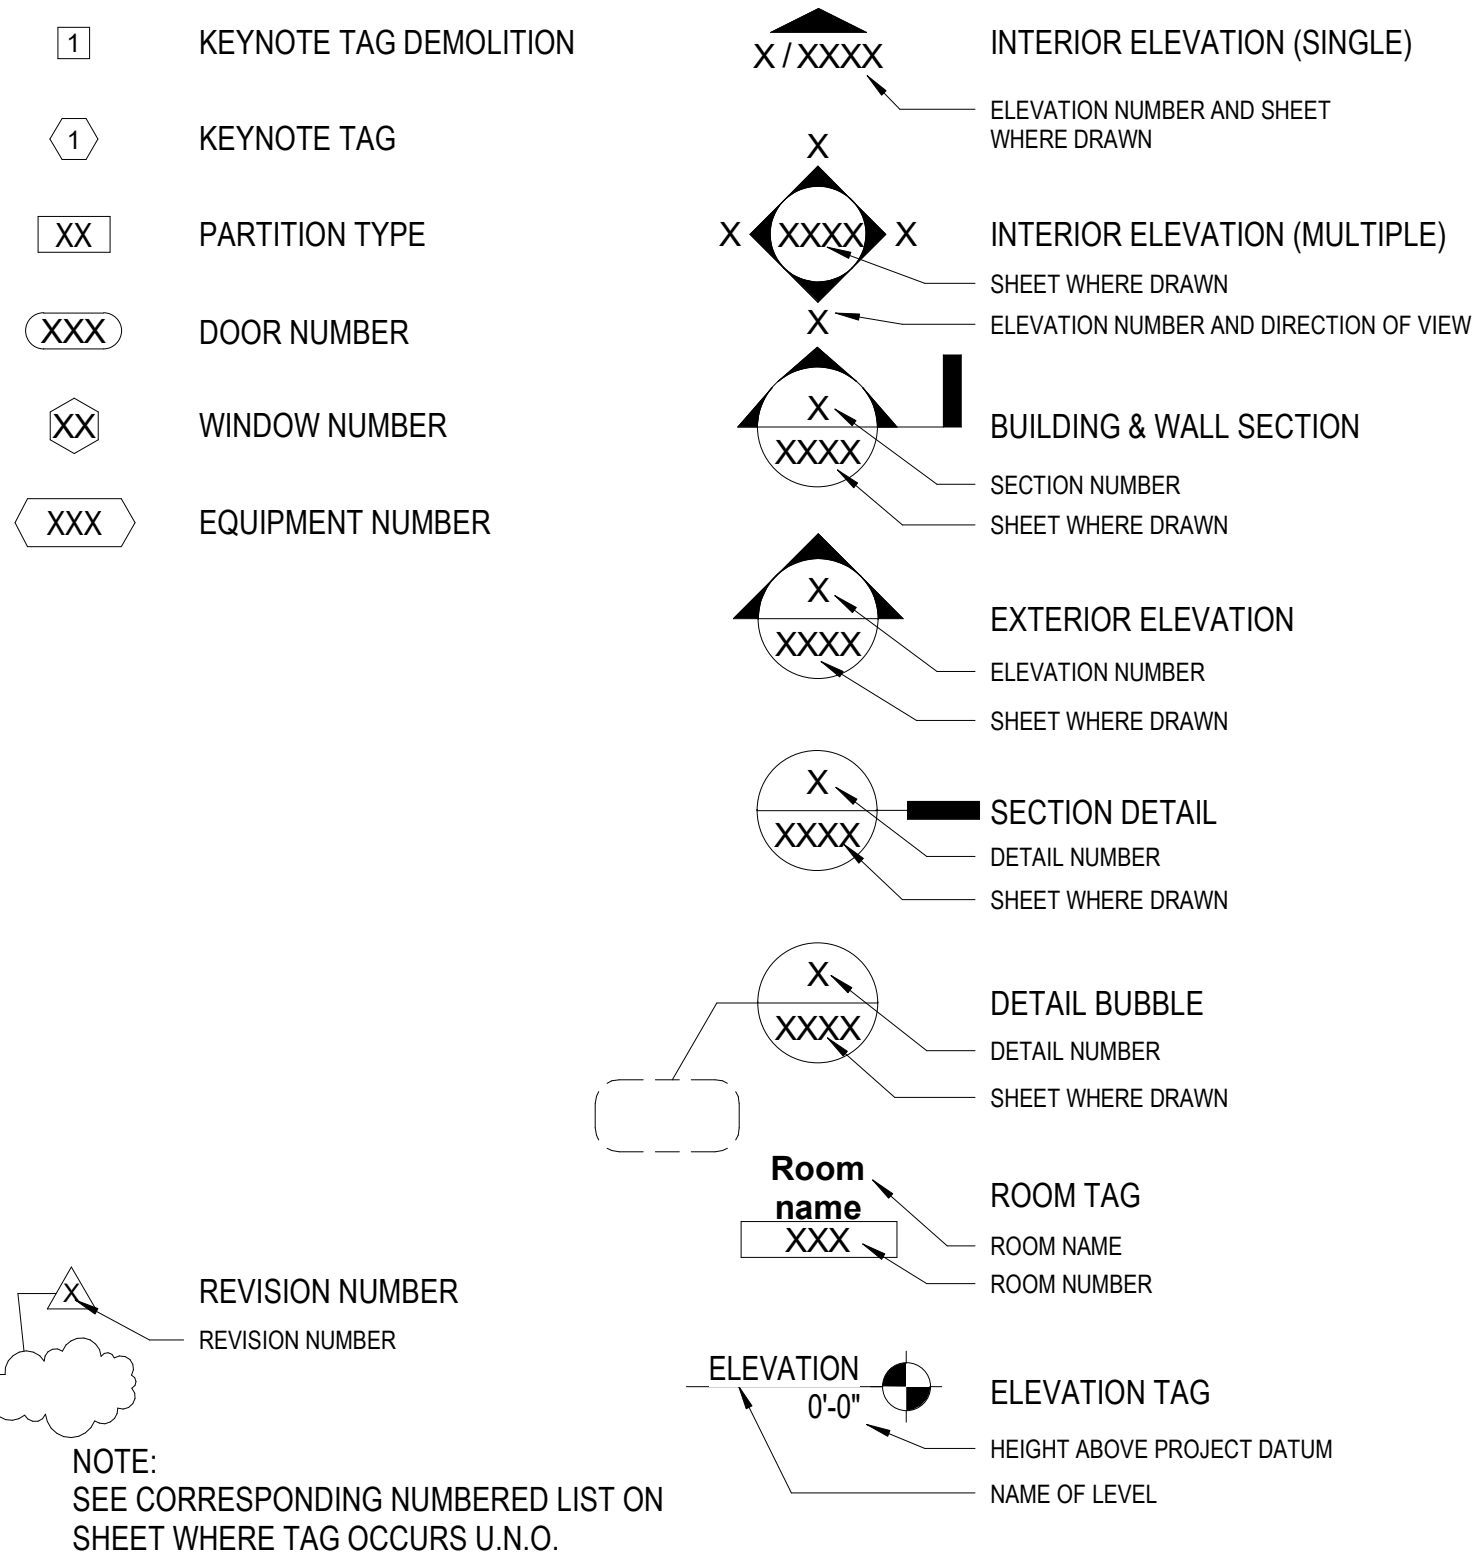 1
KEYNOTE TAG DEMOLITION
1
KEYNOTE TAG
XX
PARTITION TYPE
XXX
DOOR NUMBER
XX
WINDOW NUMBER
XXX
EQUIPMENT NUMBER
X
REVISION NUMBER
REVISION NUMBER
NOTE:
SEE CORRESPONDING NUMBERED LIST ON
SHEET WHERE TAG OCCURS U.N.O.
X / XXXX
INTERIOR ELEVATION (SINGLE)
ELEVATION NUMBER AND SHEET
WHERE DRAWN
X
X XXXX X
INTERIOR ELEVATION (MULTIPLE)
SHEET WHERE DRAWN
X
ELEVATION NUMBER AND DIRECTION OF VIEW
X
XXXX
BUILDING & WALL SECTION
SECTION NUMBER
SHEET WHERE DRAWN
X
XXXX
EXTERIOR ELEVATION
ELEVATION NUMBER
SHEET WHERE DRAWN
X
XXXX
SECTION DETAIL
DETAIL NUMBER
SHEET WHERE DRAWN
X
XXXX
DETAIL BUBBLE
DETAIL NUMBER
SHEET WHERE DRAWN
Room
name
XXX
ROOM TAG
ROOM NAME
ROOM NUMBER
ELEVATION
0'-0"
ELEVATION TAG
HEIGHT ABOVE PROJECT DATUM
NAME OF LEVEL